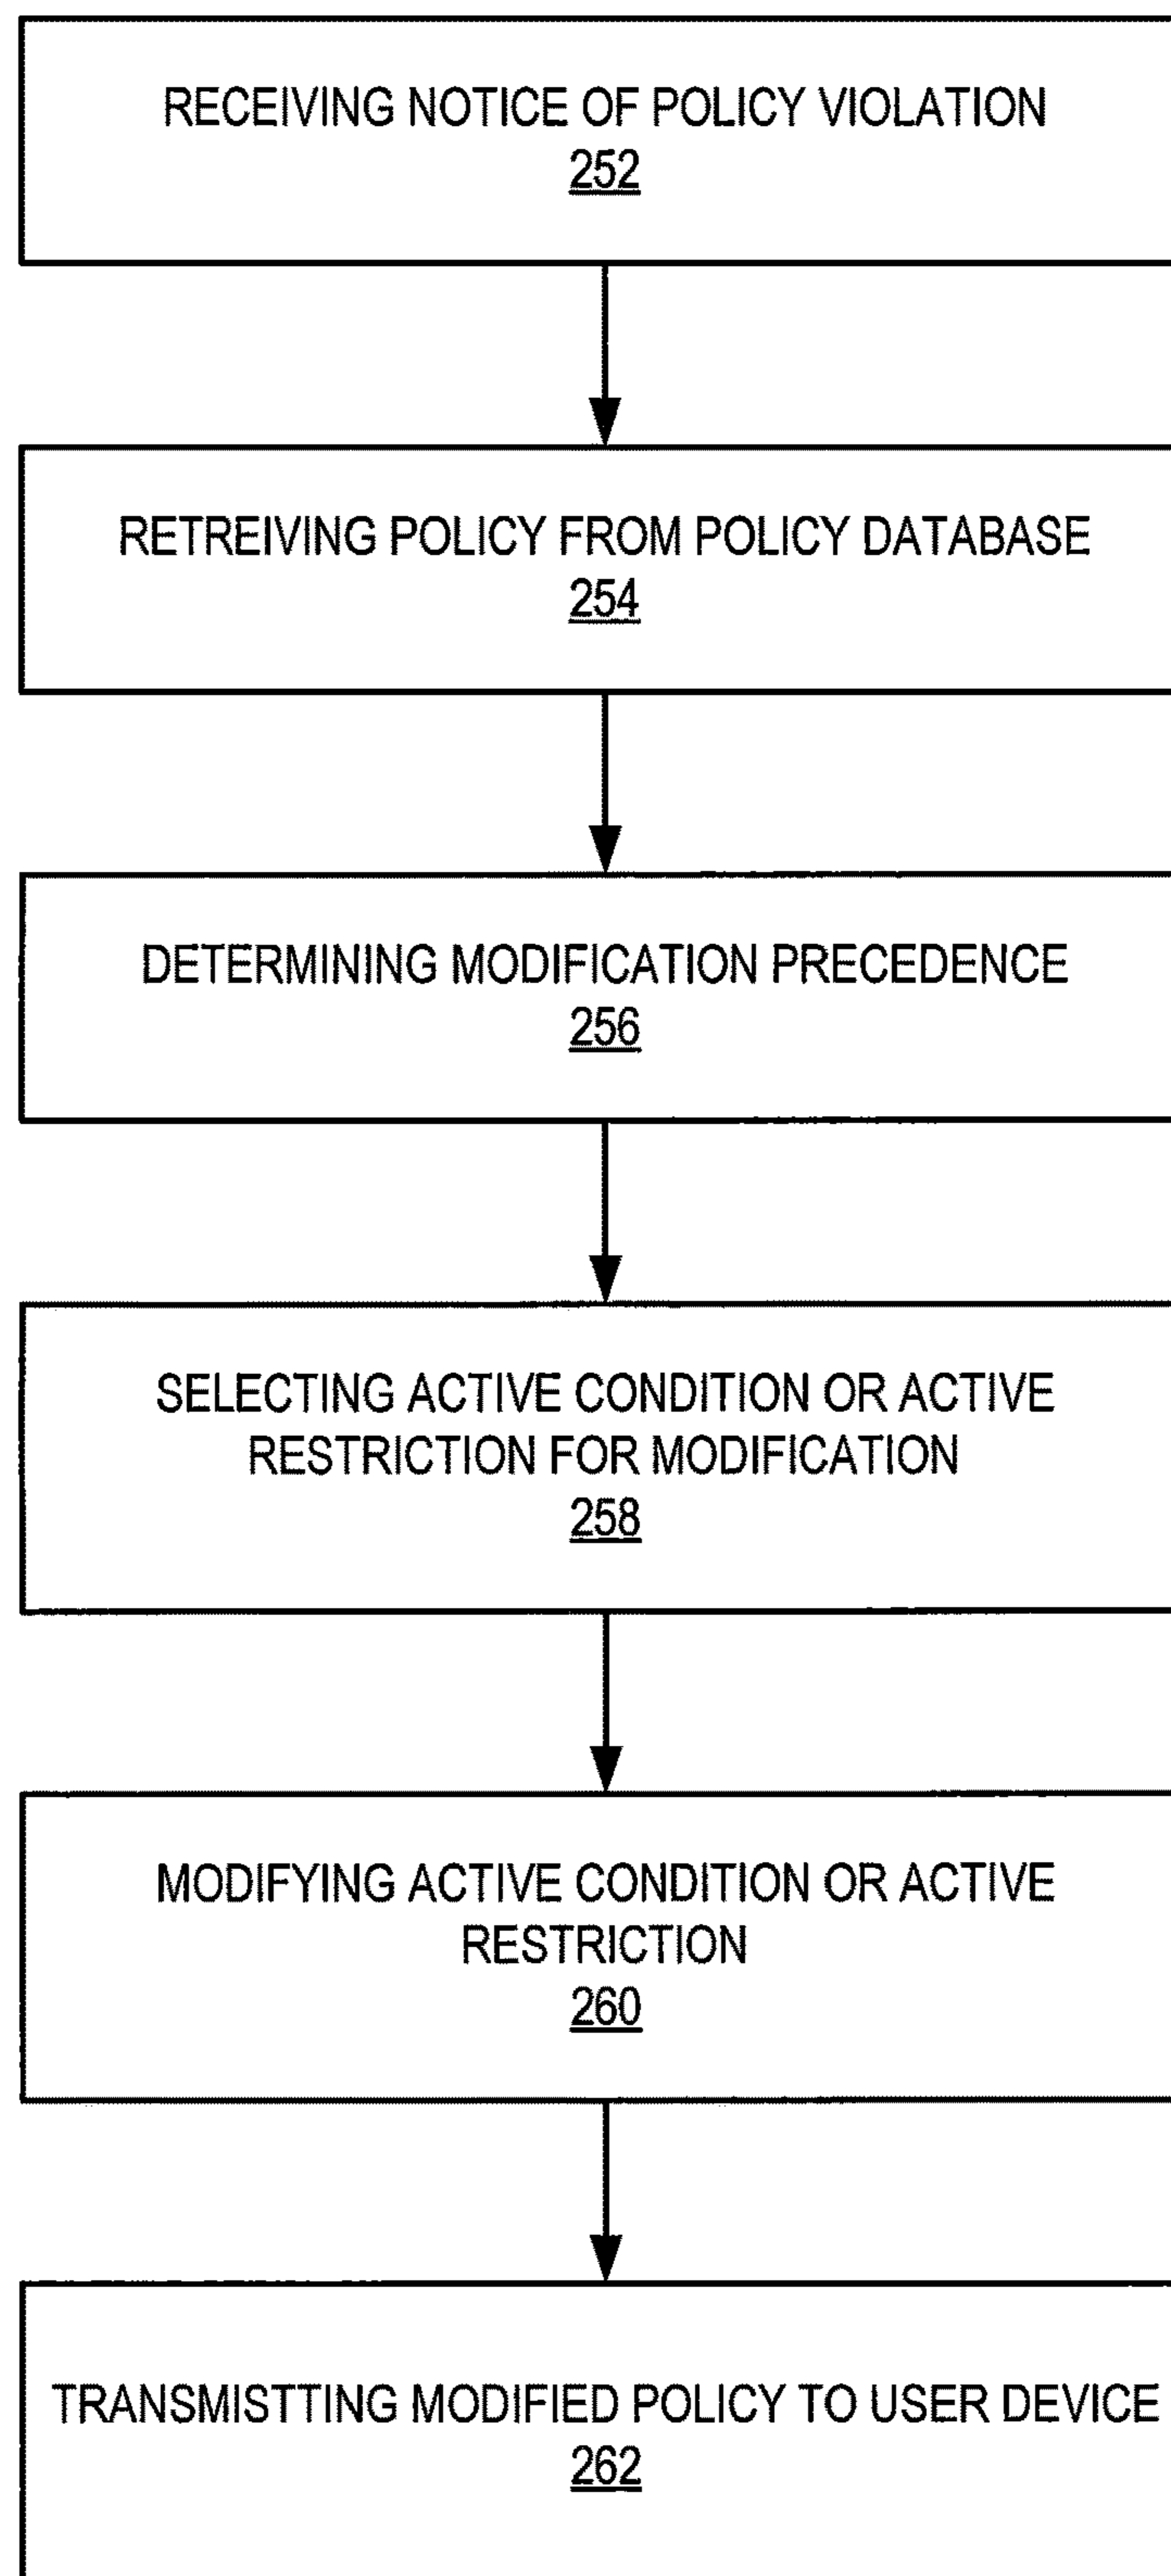 RECEIVING NOTICE OF POLICY VIOLATION
252
RETREIVING POLICY FROM POLICY DATABASE
254
DETERMINING MODIFICATION PRECEDENCE
256
SELECTING ACTIVE CONDITION OR ACTIVE
RESTRICTION FOR MODIFICATION
258
MODIFYING ACTIVE CONDITION OR ACTIVE
RESTRICTION
260
TRANSMISTTING MODIFIED POLICY TO USER DEVICE
262